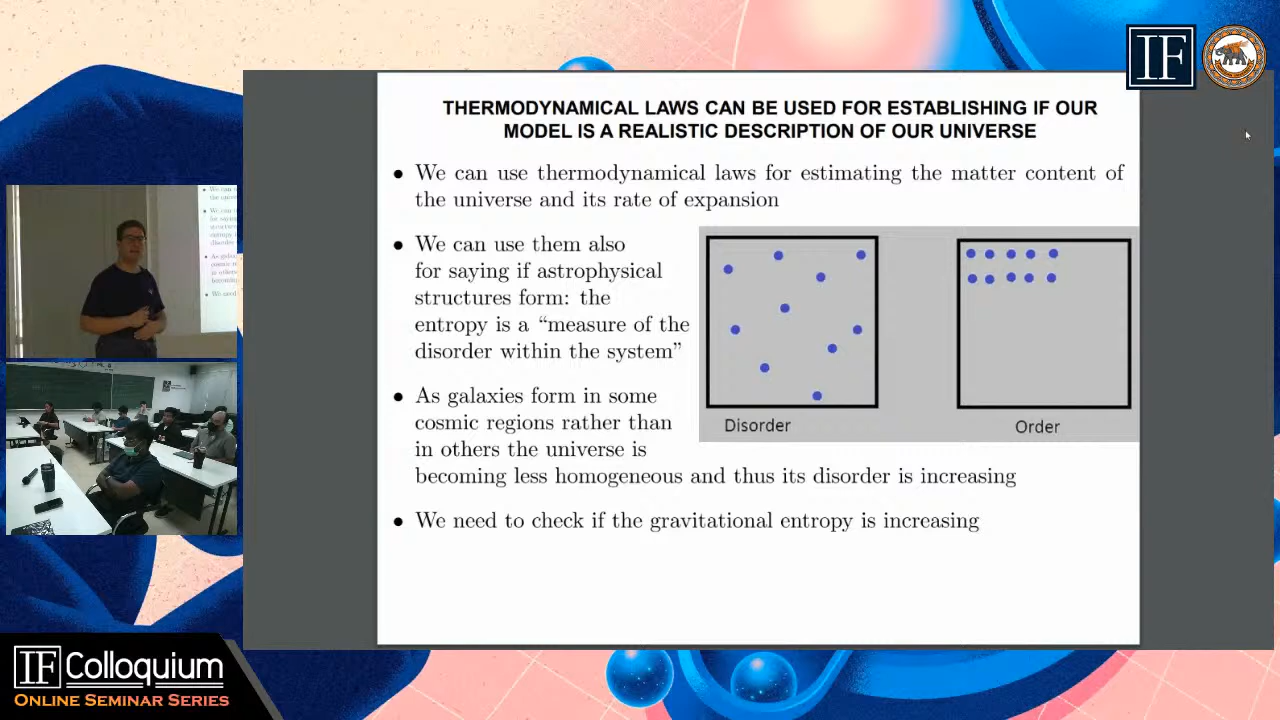 IF
THERMODYNAMICAL LAWS CAN BE USED FOR ESTABLISHING IF OUR
MODEL IS A REALISTIC DESCRIPTION OF OUR UNIVERSE
• We can use thermodynamical laws for estimating the matter content of
the universe and its rate of expansion
• We can use them also
for saying if astrophysical
structures form: the
entropy is a “measure of the
disorder within the system”
Disorder
Order
• As galaxies form in some
cosmic regions rather than
in others the universe is
becoming less homogeneous and thus its disorder is increasing
• We need to check if the gravitational entropy is increasing
IF Colloquium
ONLINE SEMINAR SERIES